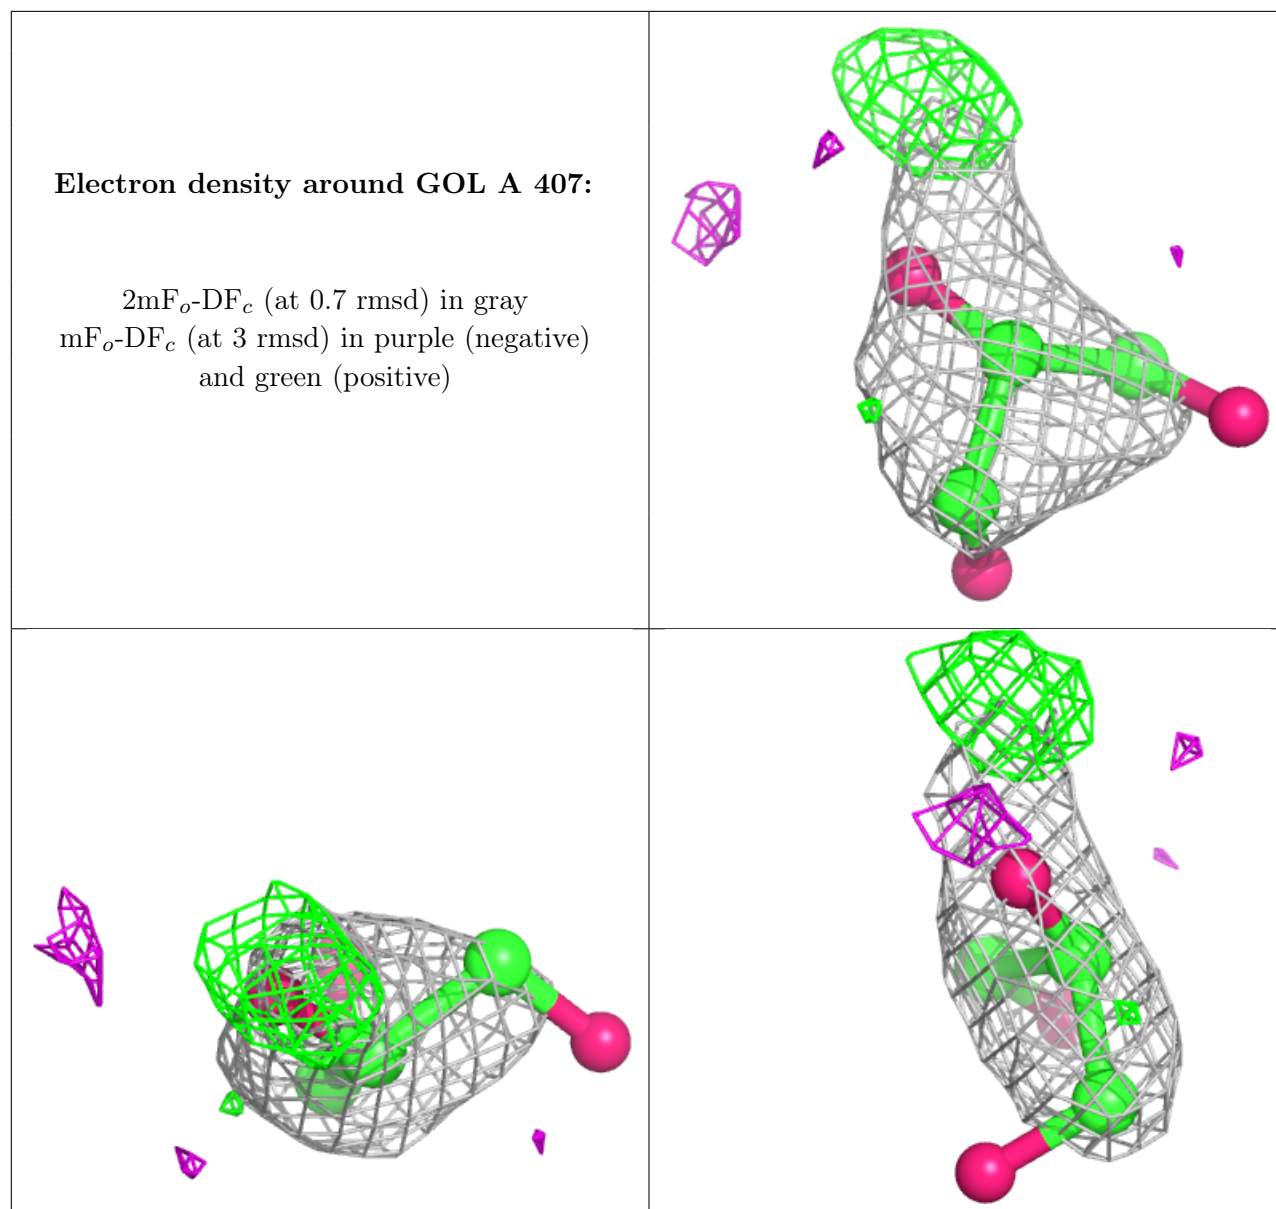 Electron density around GOL A 407:
2mFo-DFc (at 0.7 rmsd) in gray
mFo-DFc (at 3 rmsd) in purple (negative)
and green (positive)